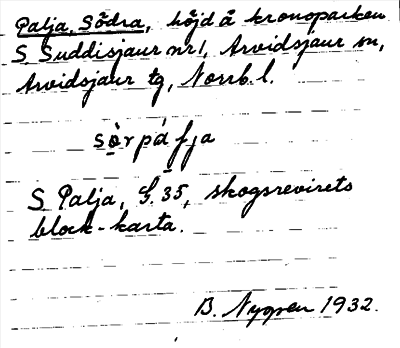 Palja, Södra, höjd å kronoparken
S Suddisjaur nr 1, Arvidsjaur sn,
Arvidsjaur tg, Norrb. l.
S Palja, G. 35, skogsrevirets
block-karta.
B. Nygren 1932.